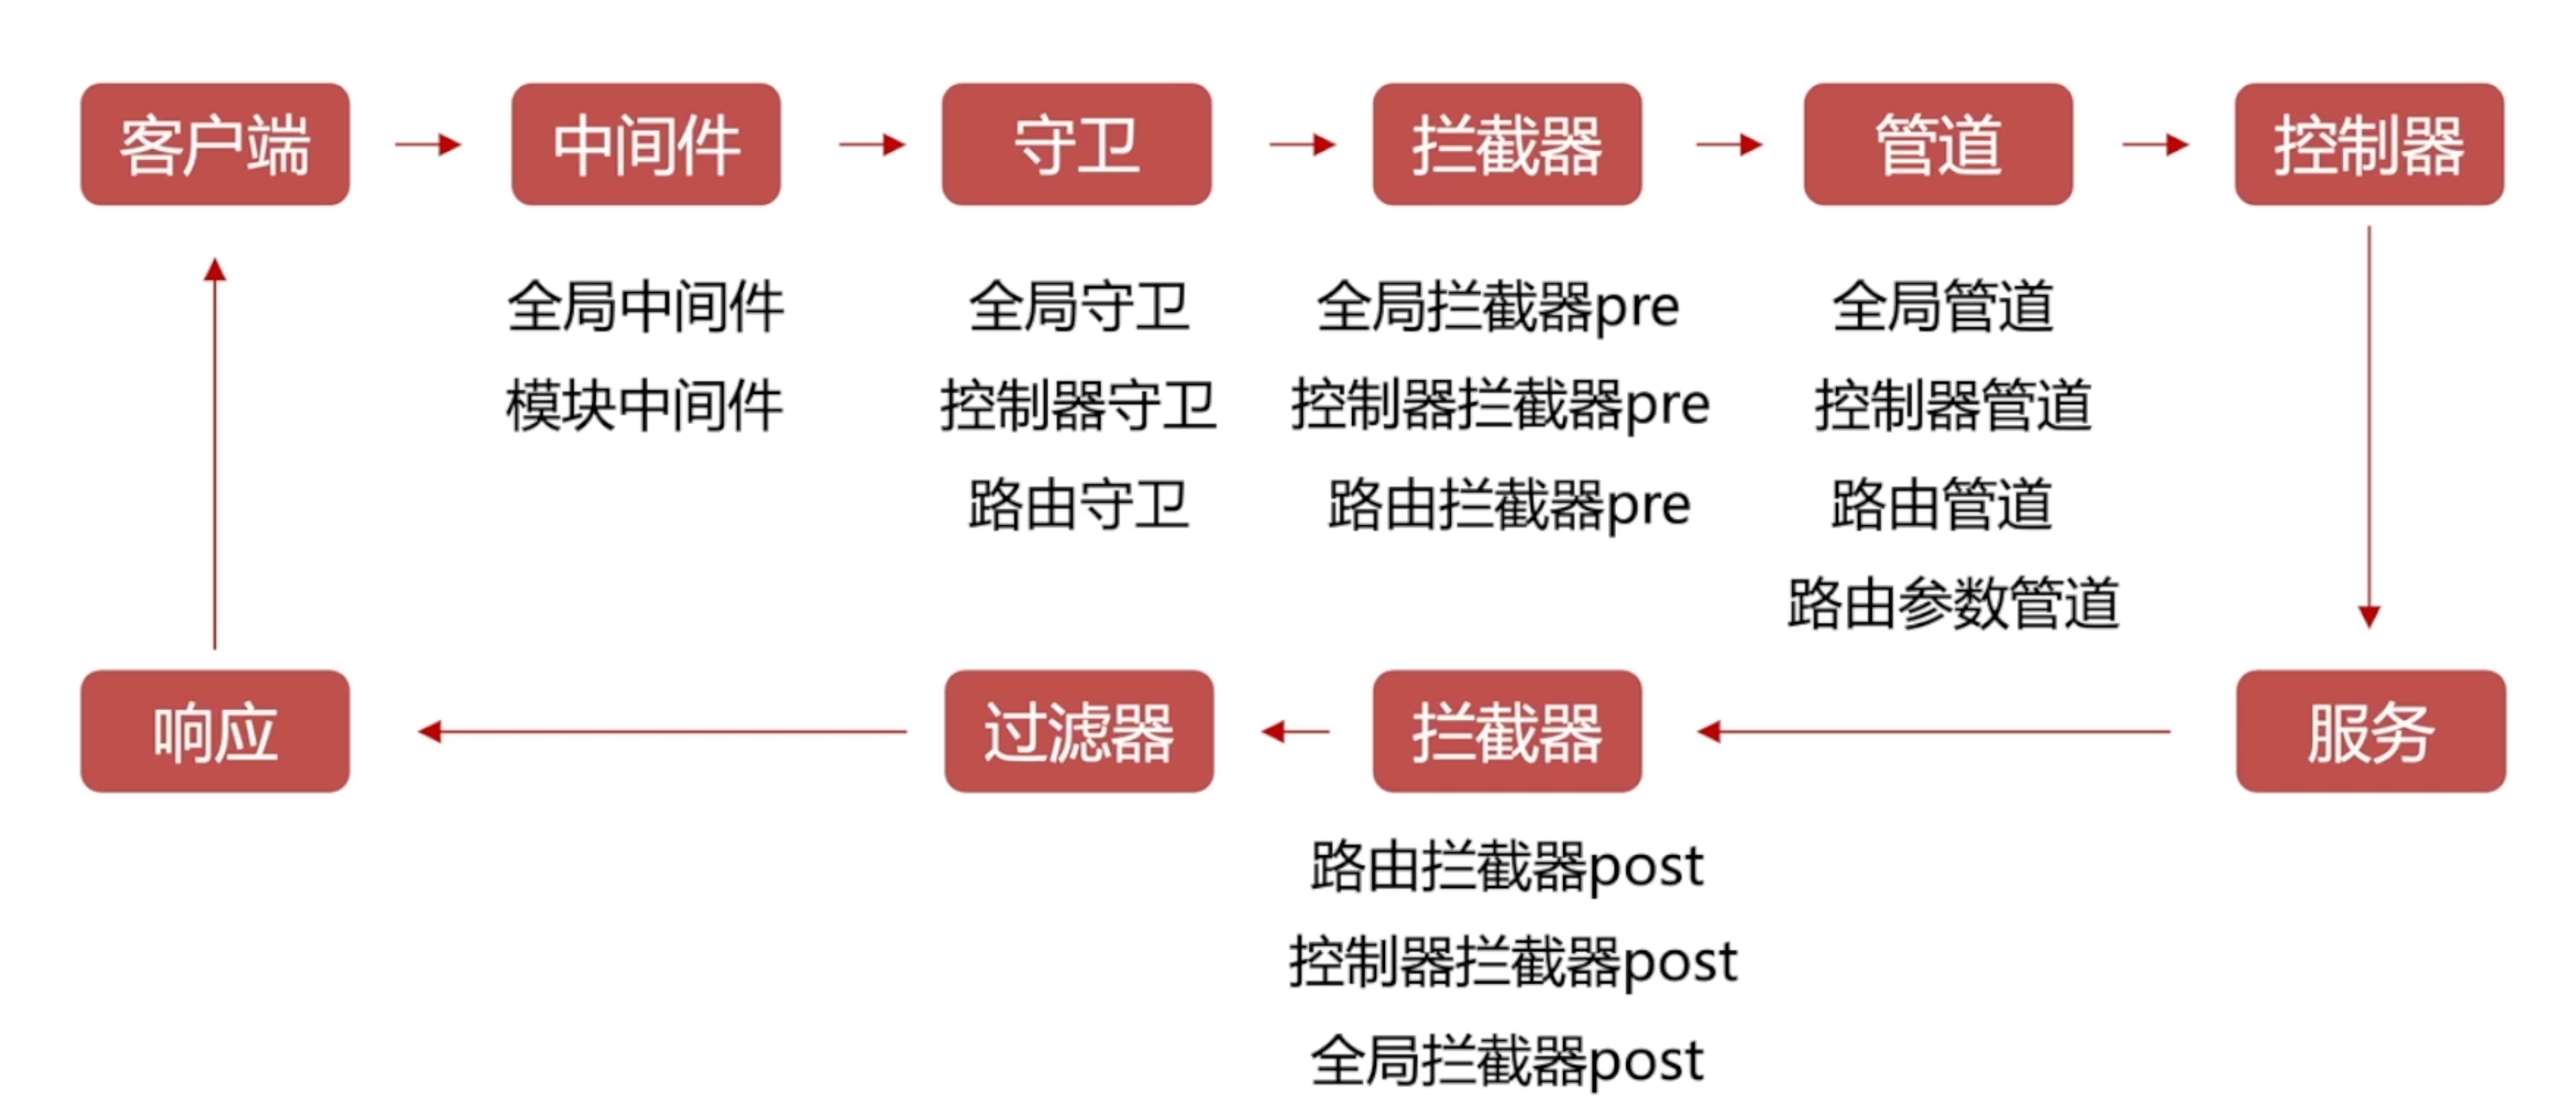 客户端
中间件
守卫
拦截器
管道
控制器
全局中间件
模块中间件
全局守卫
控制器守卫
路由守卫
全局拦截器pre
控制器拦截器pre
路由拦截器pre
全局管道
控制器管道
路由管道
路由参数管道
响应
过滤器
拦截器
服务
路由拦截器post
控制器拦截器post
全局拦截器post